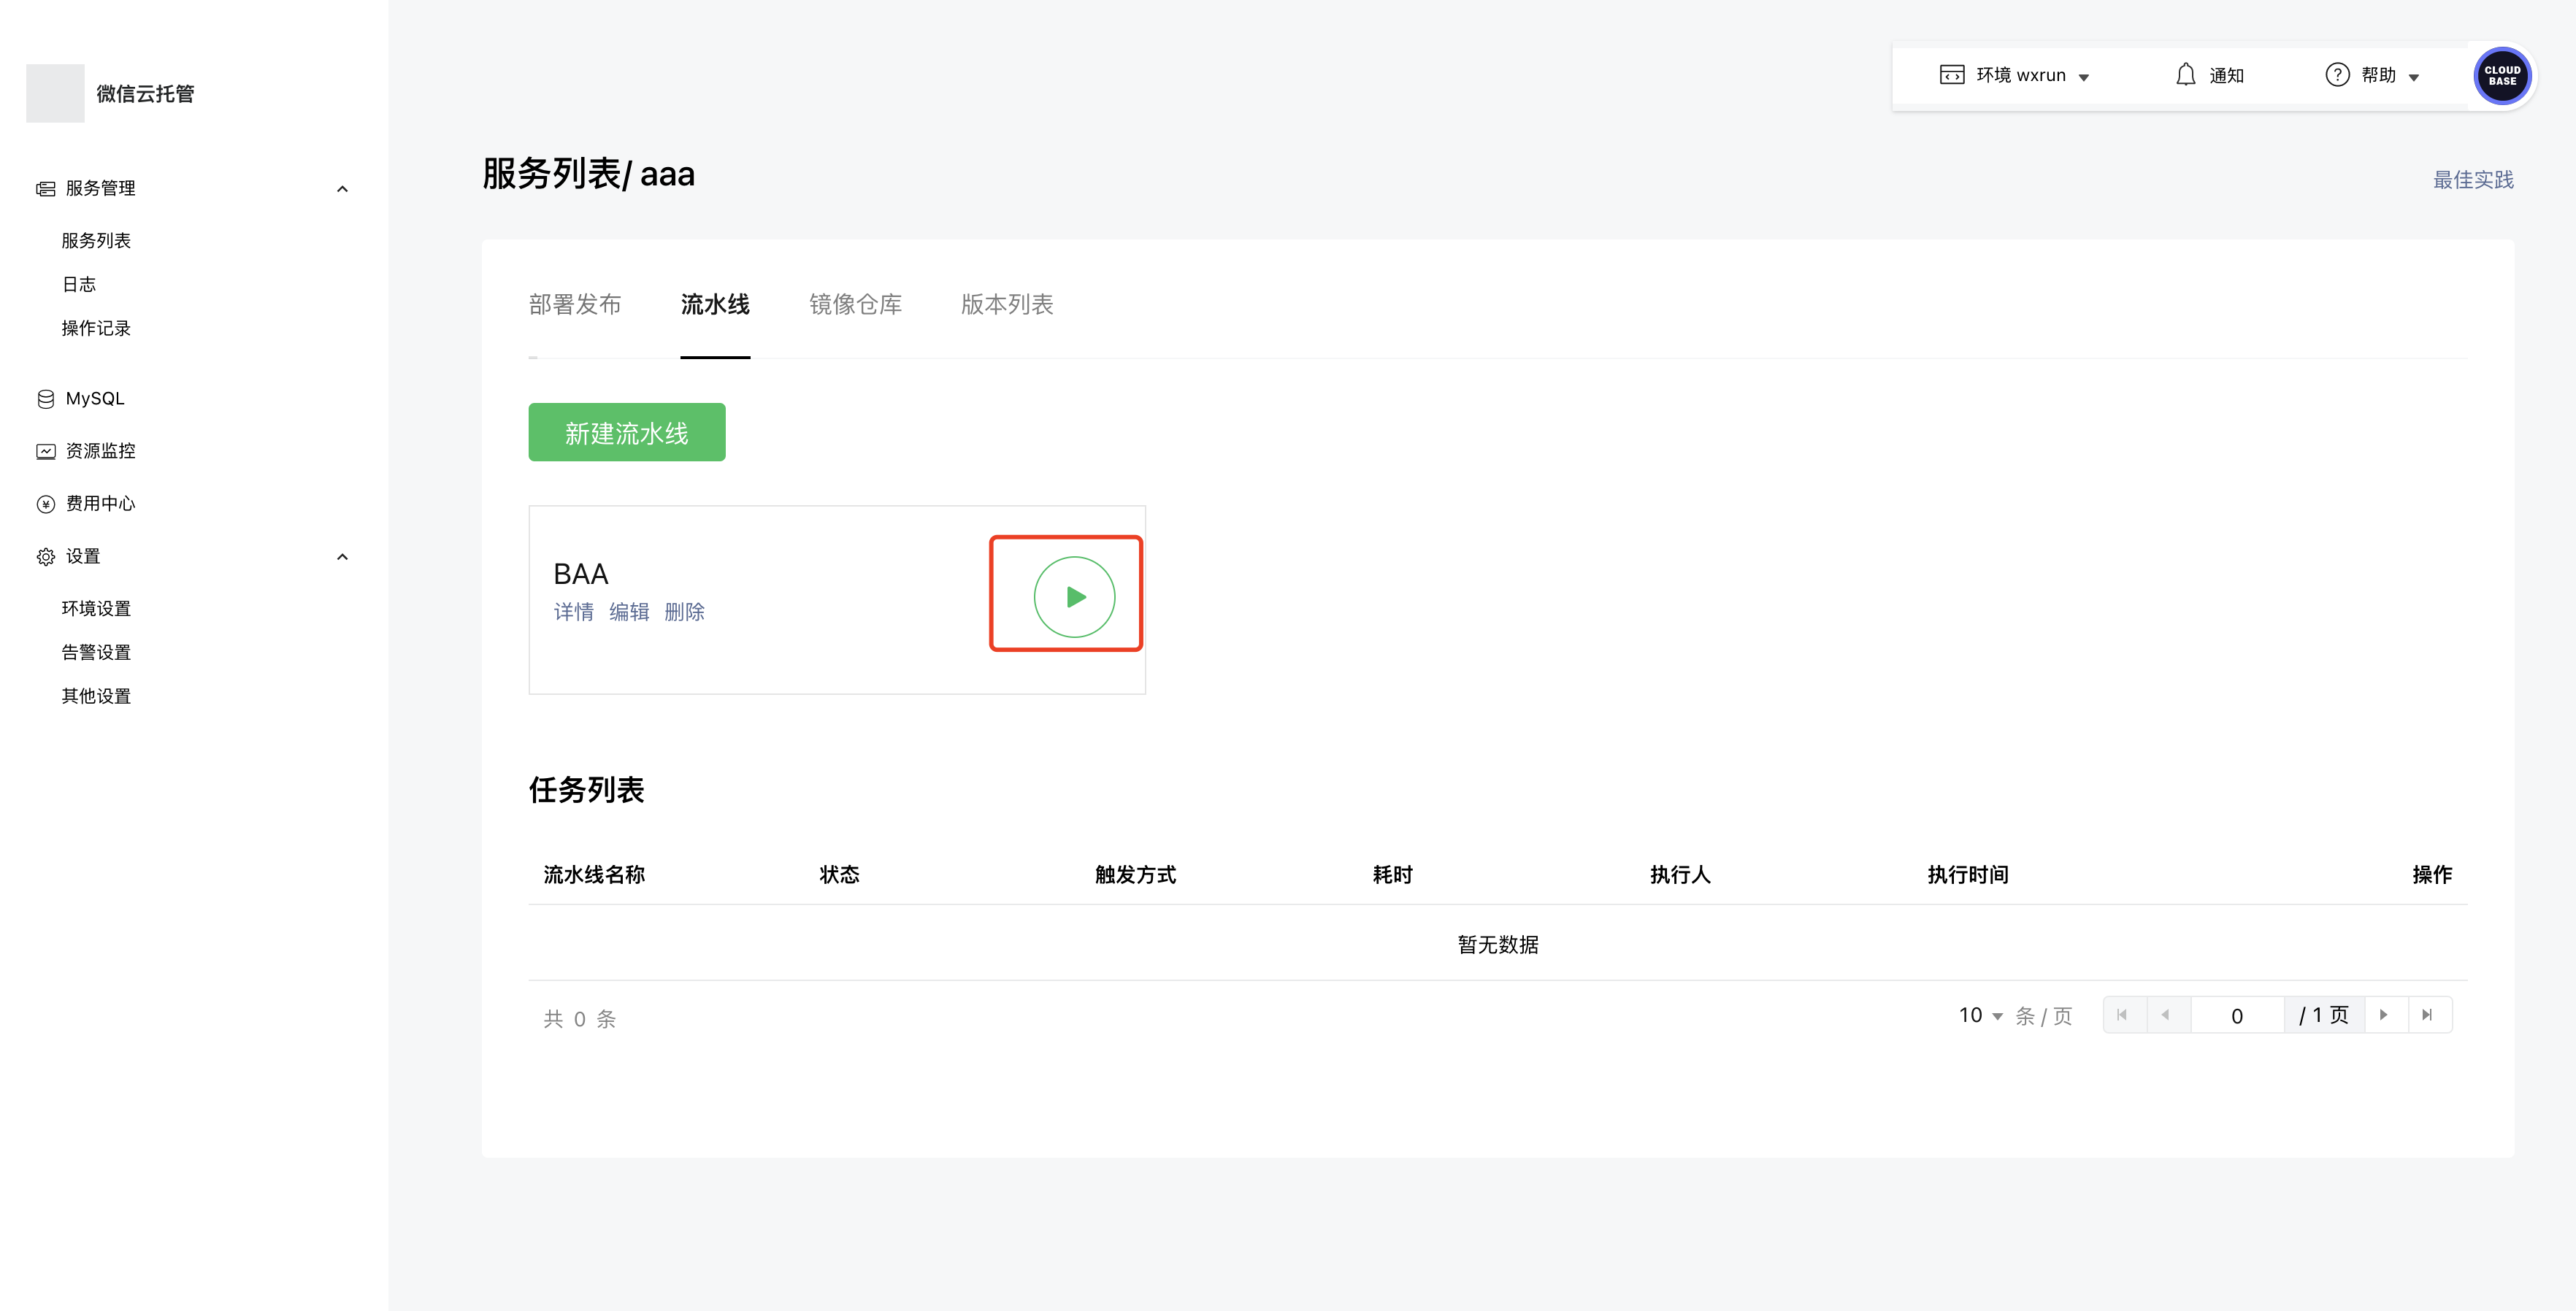 微信云托管
环境 wxrun
通知
帮助
CLOUD
BASE
服务管理
服务列表
日志
操作记录
MySQL
资源监控
费用中心
设置
环境设置
告警设置
其他设置
服务列表/ aaa
最佳实践
部署发布 流水线 镜像仓库 版本列表
新建流水线
BAA
详情 编辑 删除
任务列表
流水线名称 状态 触发方式 耗时 执行人 执行时间 操作
暂无数据
共 0 条 10 条 / 页 0 / 1 页